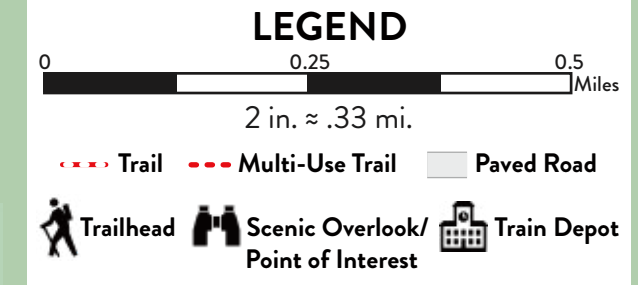 LEGEND
0 0.25 0.5
Miles
2 in. ≈ .33 mi.
Trail Multi-Use Trail Paved Road
Trailhead Scenic Overlook/ Train Depot
Point of Interest